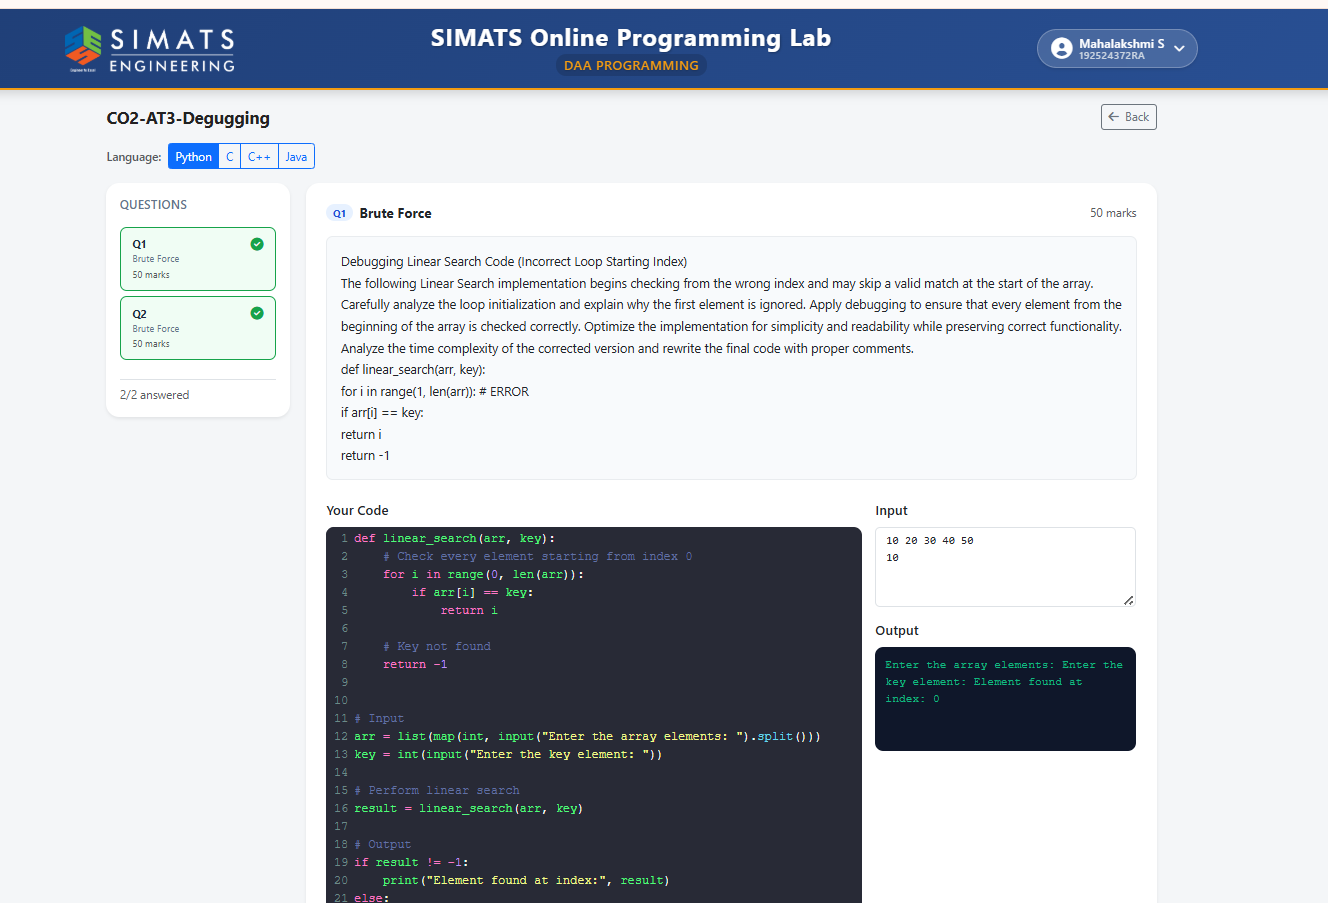 SIMATS
ENGINEERING
SIMATS Online Programming Lab
DAA PROGRAMMING
Mahalakshmi S
192524372RA
CO2-AT3-Degugging
← Back
Language: Python C C++ Java
QUESTIONS
Q1
Brute Force
50 marks
Q2
Brute Force
50 marks
2/2 answered
Q1 Brute Force
50 marks
Debugging Linear Search Code (Incorrect Loop Starting Index)
The following Linear Search implementation begins checking from the wrong index and may skip a valid match at the start of the array.
Carefully analyze the loop initialization and explain why the first element is ignored. Apply debugging to ensure that every element from the
beginning of the array is checked correctly. Optimize the implementation for simplicity and readability while preserving correct functionality.
Analyze the time complexity of the corrected version and rewrite the final code with proper comments.
def linear_search(arr, key):
for i in range(1, len(arr)): # ERROR
if arr[i] == key:
return i
return -1
Your Code
1 def linear_search(arr, key):
2     # Check every element starting from index 0
3     for i in range(0, len(arr)):
4         if arr[i] == key:
5             return i
6
7     # Key not found
8     return -1
9
10
11 # Input
12 arr = list(map(int, input("Enter the array elements: ").split()))
13 key = int(input("Enter the key element: "))
14
15 # Perform linear search
16 result = linear_search(arr, key)
17
18 # Output
19 if result != -1:
20     print("Element found at index:", result)
21 else:
Input
10 20 30 40 50
10
Output
Enter the array elements: Enter the
key element: Element found at
index: 0